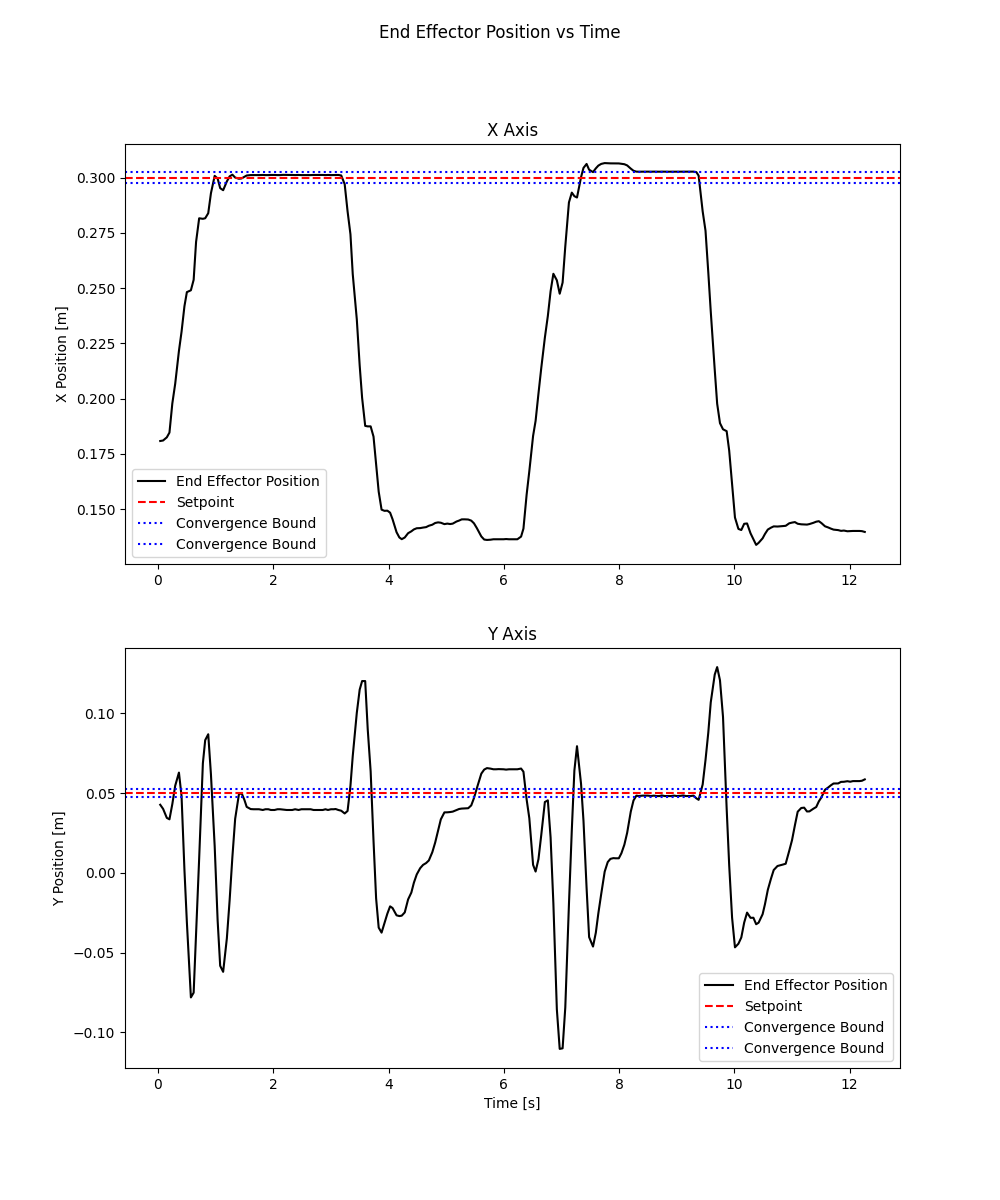 End Effector Position vs Time
X Axis
X Position [m]
0.300
0.275
0.250
0.225
0.200
0.175
0.150
End Effector Position
Setpoint
Convergence Bound
Convergence Bound
0 2 4 6 8 10 12
Y Axis
Y Position [m]
0.10
0.05
0.00
−0.05
−0.10
End Effector Position
Setpoint
Convergence Bound
Convergence Bound
0 2 4 6 8 10 12
Time [s]